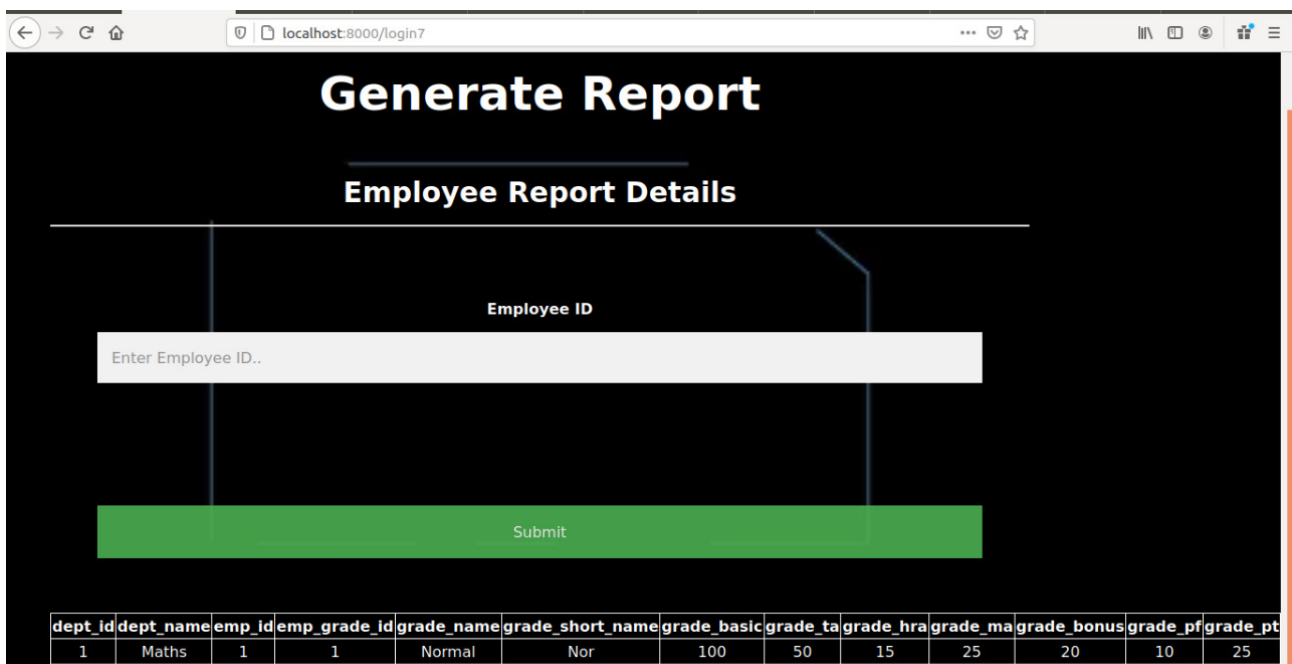 localhost:8000/login7
Generate Report
Employee Report Details
Employee ID
Enter Employee ID..
Submit
dept_id dept_name emp_id emp_grade_id grade_name grade_short_name grade_basic grade_ta grade_hra grade_ma grade_bonus grade_pf grade_pt
1 Maths 1 1 Normal Nor 100 50 15 25 20 10 25